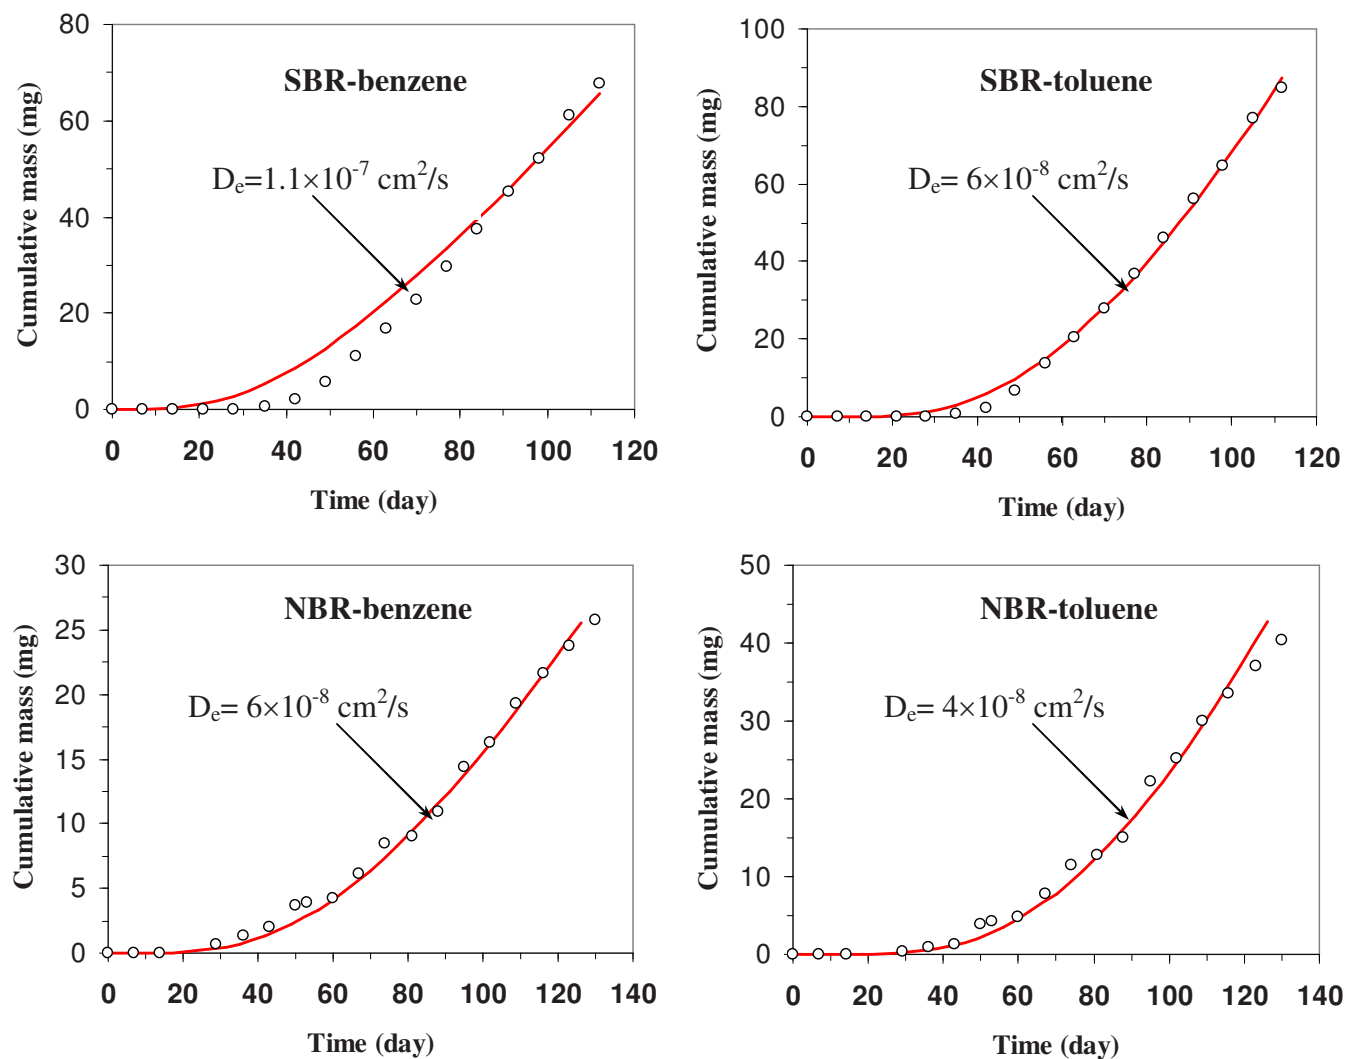 SBR-benzene
Dₑ=1.1×10⁻⁷ cm²/s
Cumulative mass (mg)
80
60
40
20
0
0 20 40 60 80 100 120
Time (day)
SBR-toluene
Dₑ= 6×10⁻⁸ cm²/s
Cumulative mass (mg)
100
80
60
40
20
0
0 20 40 60 80 100 120
Time (day)
NBR-benzene
Dₑ= 6×10⁻⁸ cm²/s
Cumulative mass (mg)
30
25
20
15
10
5
0
0 20 40 60 80 100 120 140
Time (day)
NBR-toluene
Dₑ= 4×10⁻⁸ cm²/s
Cumulative mass (mg)
50
40
30
20
10
0
0 20 40 60 80 100 120 140
Time (day)